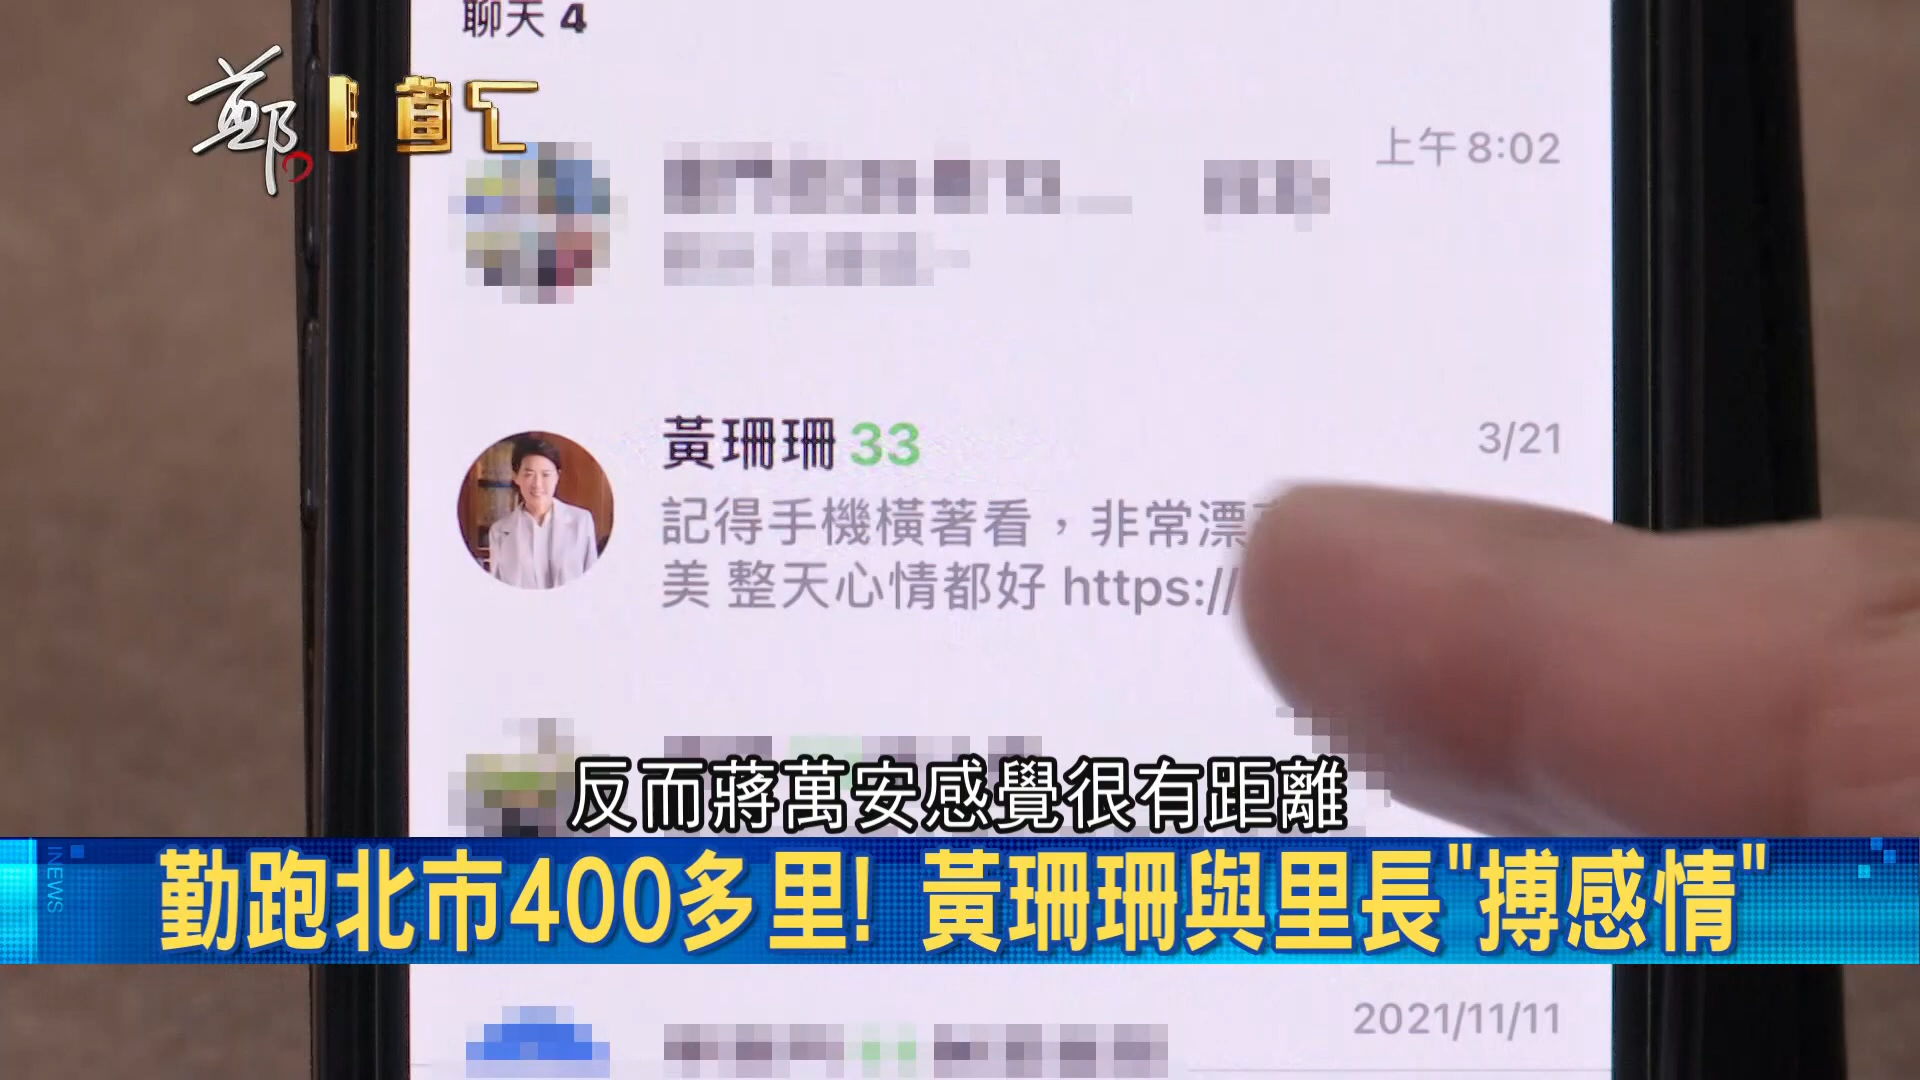 聊天 4
鄭
上午 8:02
黃珊珊 33
3/21
記得手機橫著看，非常漂
美 整天心情都好 https://
反而蔣萬安感覺很有距離
INEWS
勤跑北市400多里! 黃珊珊與里長"搏感情"
2021/11/11